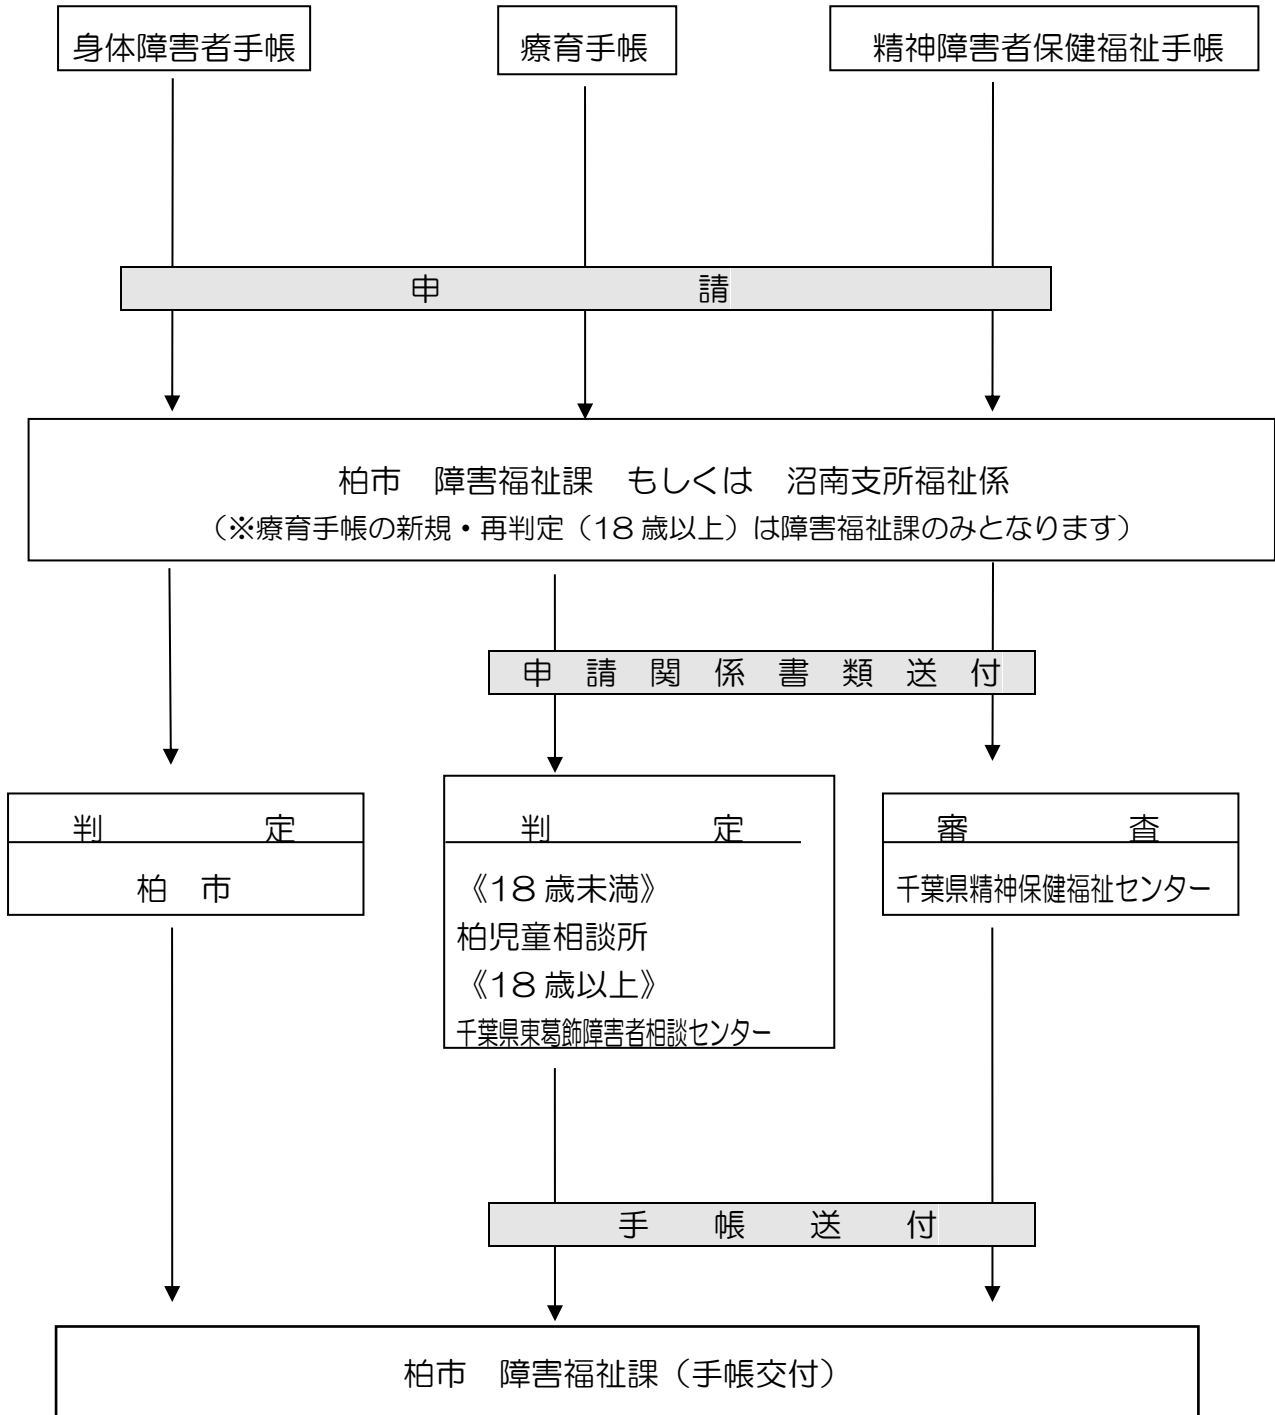 身体障害者手帳
療育手帳
精神障害者保健福祉手帳
申　請
柏市　障害福祉課　もしくは　沼南支所福祉係
（※療育手帳の新規・再判定（18歳以上）は障害福祉課のみとなります）
申請関係書類送付
判　定
柏　市
判　定
《18歳未満》
柏児童相談所
《18歳以上》
千葉県東葛飾障害者相談センター
審　査
千葉県精神保健福祉センター
手帳送付
柏市　障害福祉課（手帳交付）